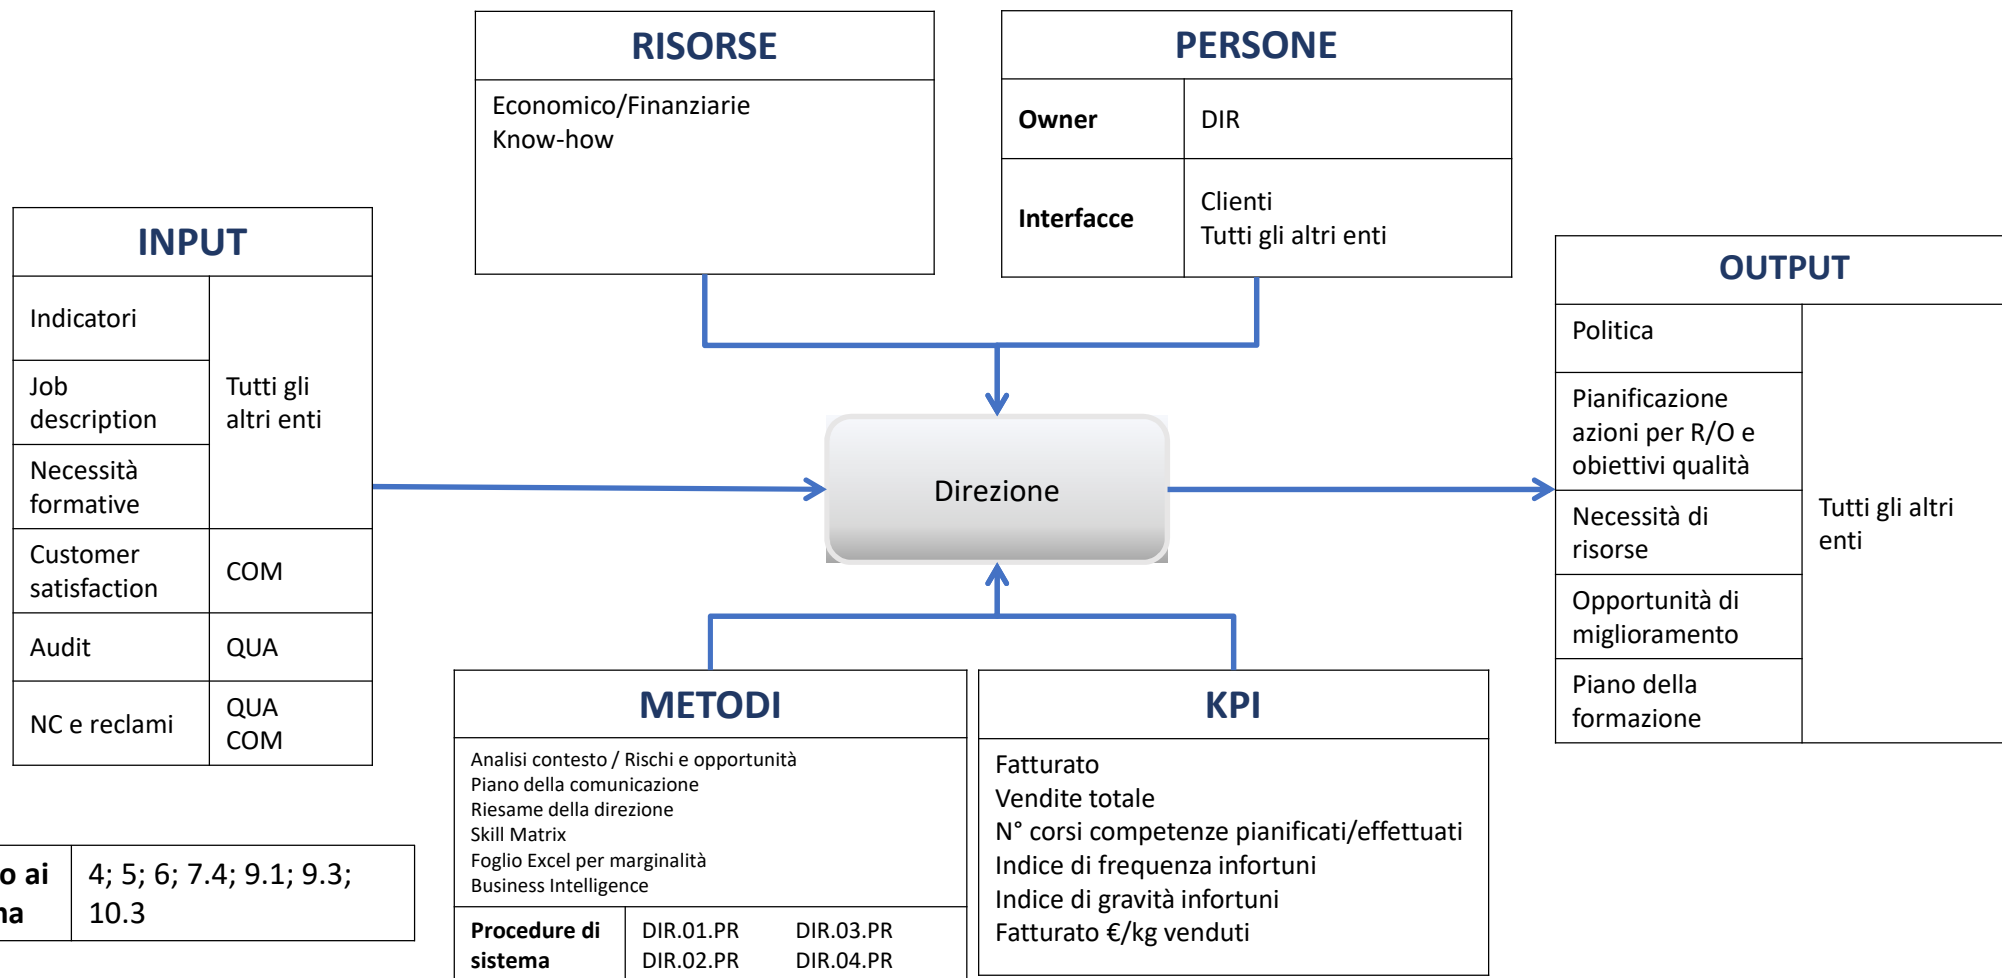 RISORSE
Economico/Finanziarie
Know-how
PERSONE
Owner
DIR
Interfacce
Clienti
Tutti gli altri enti
INPUT
Indicatori
Job
description
Necessità
formative
Tutti gli
altri enti
Customer
satisfaction
COM
Audit
QUA
NC e reclami
QUA
COM
Direzione
OUTPUT
Politica
Pianificazione
azioni per R/O e
obiettivi qualità
Necessità di
risorse
Opportunità di
miglioramento
Piano della
formazione
Tutti gli altri
enti
METODI
Analisi contesto / Rischi e opportunità
Piano della comunicazione
Riesame della direzione
Skill Matrix
Foglio Excel per marginalità
Business Intelligence
Procedure di
sistema
DIR.01.PR DIR.03.PR
DIR.02.PR DIR.04.PR
KPI
Fatturato
Vendite totale
N° corsi competenze pianificati/effettuati
Indice di frequenza infortuni
Indice di gravità infortuni
Fatturato €/kg venduti
ai
4; 5; 6; 7.4; 9.1; 9.3;
10.3